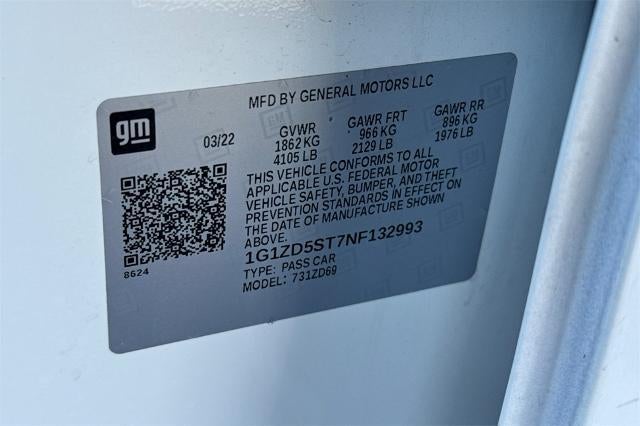 MFD BY GENERAL MOTORS LLC
gm
03/22 GVWR GAWR FRT GAWR RR
1862 KG 966 KG 896 KG
4105 LB 2129 LB 1976 LB
THIS VEHICLE CONFORMS TO ALL
APPLICABLE U.S. FEDERAL MOTOR
VEHICLE SAFETY, BUMPER, AND THEFT
PREVENTION STANDARDS IN EFFECT ON
THE DATE OF MANUFACTURE SHOWN
ABOVE.
1G1ZD5ST7NF132993
TYPE: PASS CAR
MODEL: 731ZD69
8624